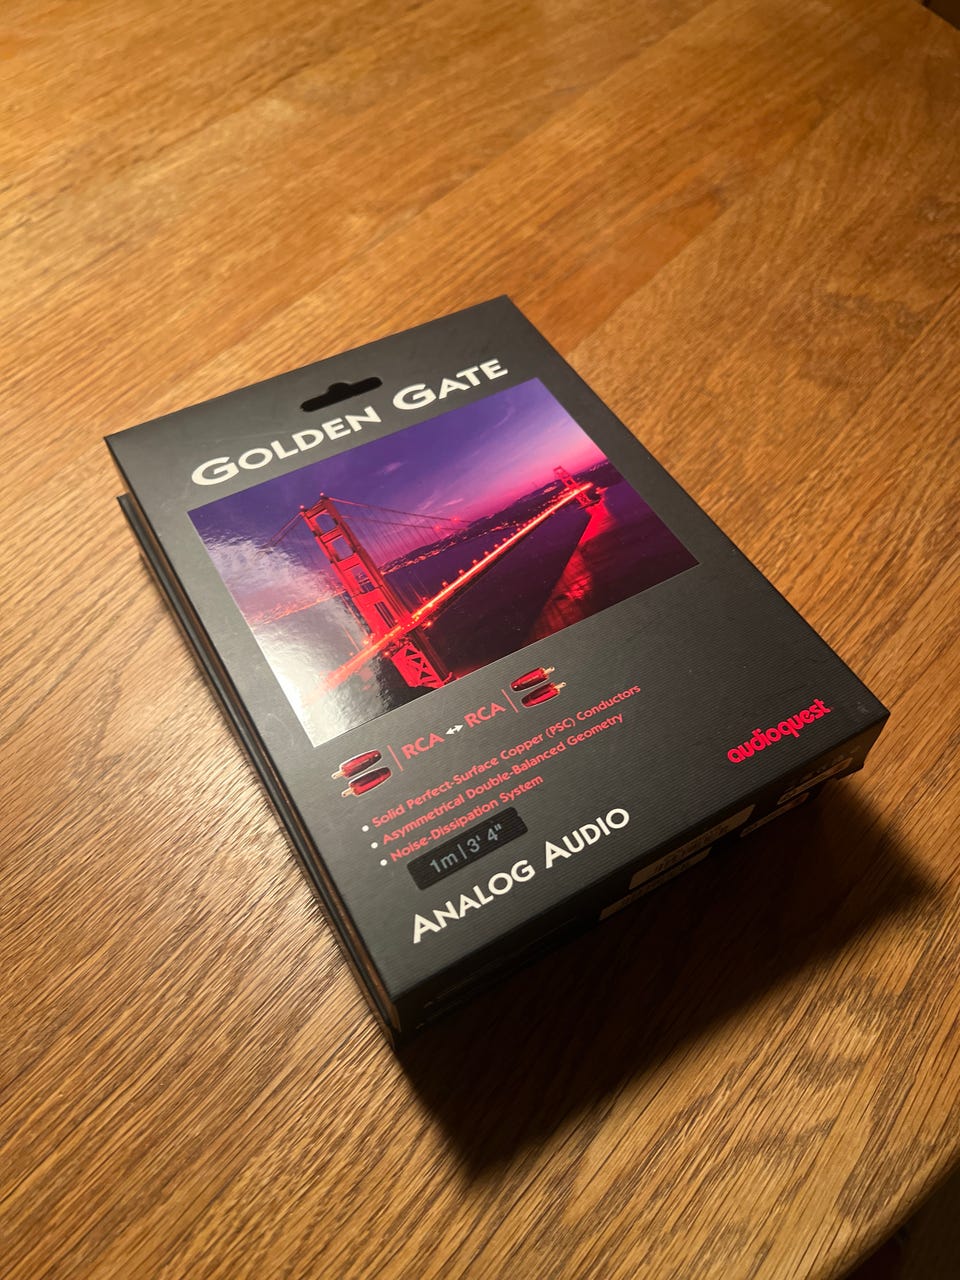 GOLDEN GATE
RCA ↔ RCA
• Solid Perfect-Surface Copper (PSC) Conductors
• Asymmetrical Double-Balanced Geometry
• Noise-Dissipation System
1m | 3' 4"
ANALOG AUDIO
audioquest